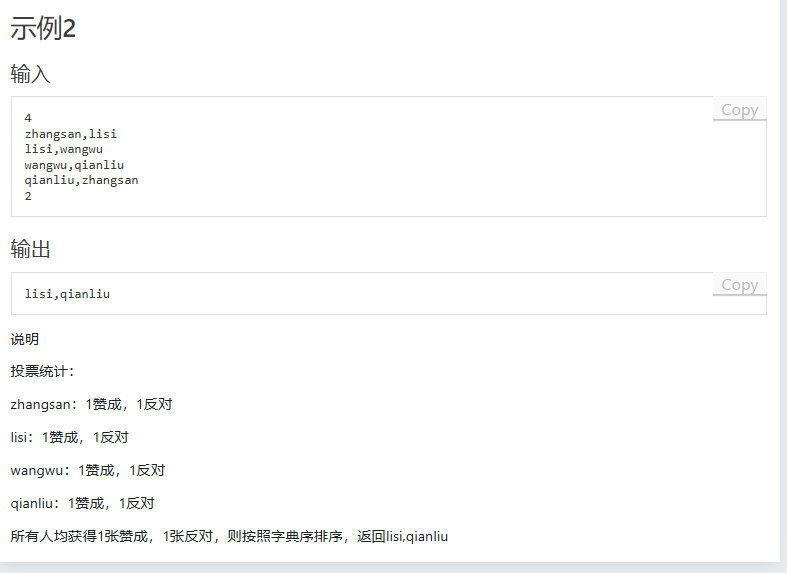 示例2
输入
Copy
4
zhangsan,lisi
lisi,wangwu
wangwu,qianliu
qianliu,zhangsan
2
输出
Copy
lisi,qianliu
说明
投票统计：
zhangsan：1赞成，1反对
lisi：1赞成，1反对
wangwu：1赞成，1反对
qianliu：1赞成，1反对
所有人均获得1张赞成，1张反对，则按照字典序排序，返回lisi,qianliu